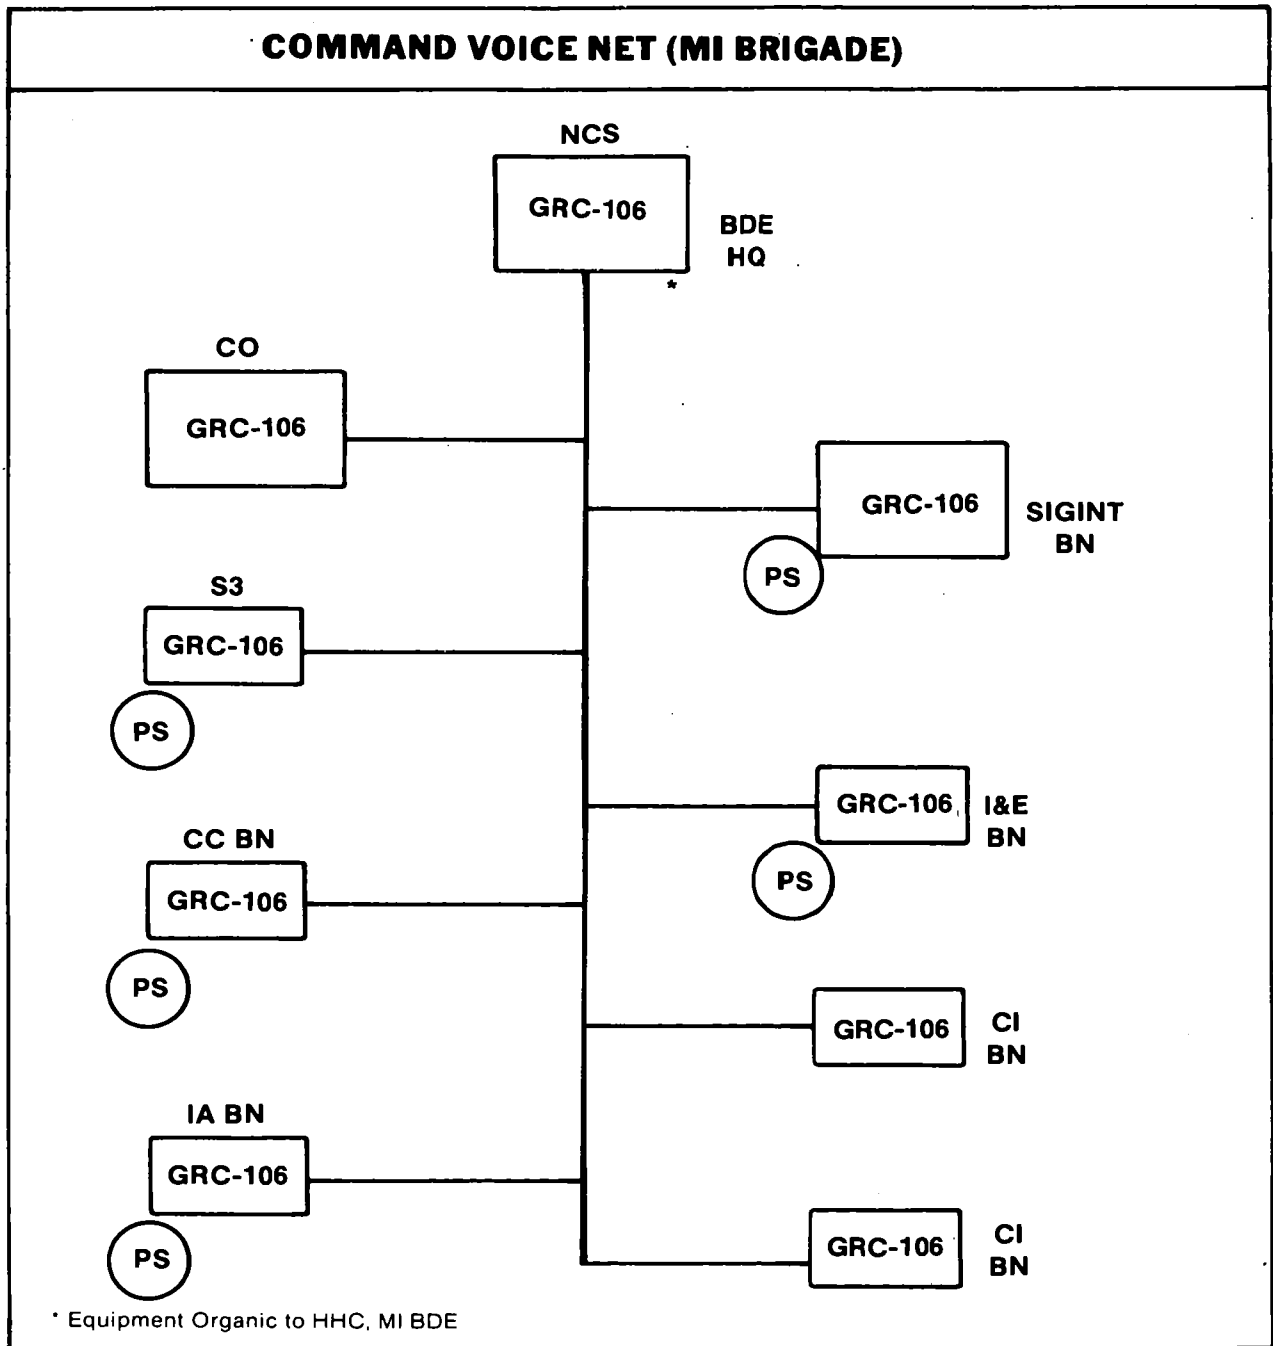 COMMAND VOICE NET (MI BRIGADE)
NCS
GRC-106
BDE
HQ
*
CO
GRC-106
GRC-106
SIGINT
BN
PS
S3
GRC-106
PS
GRC-106
I&E
BN
PS
CC BN
GRC-106
PS
GRC-106
CI
BN
IA BN
GRC-106
PS
GRC-106
CI
BN
* Equipment Organic to HHC, MI BDE